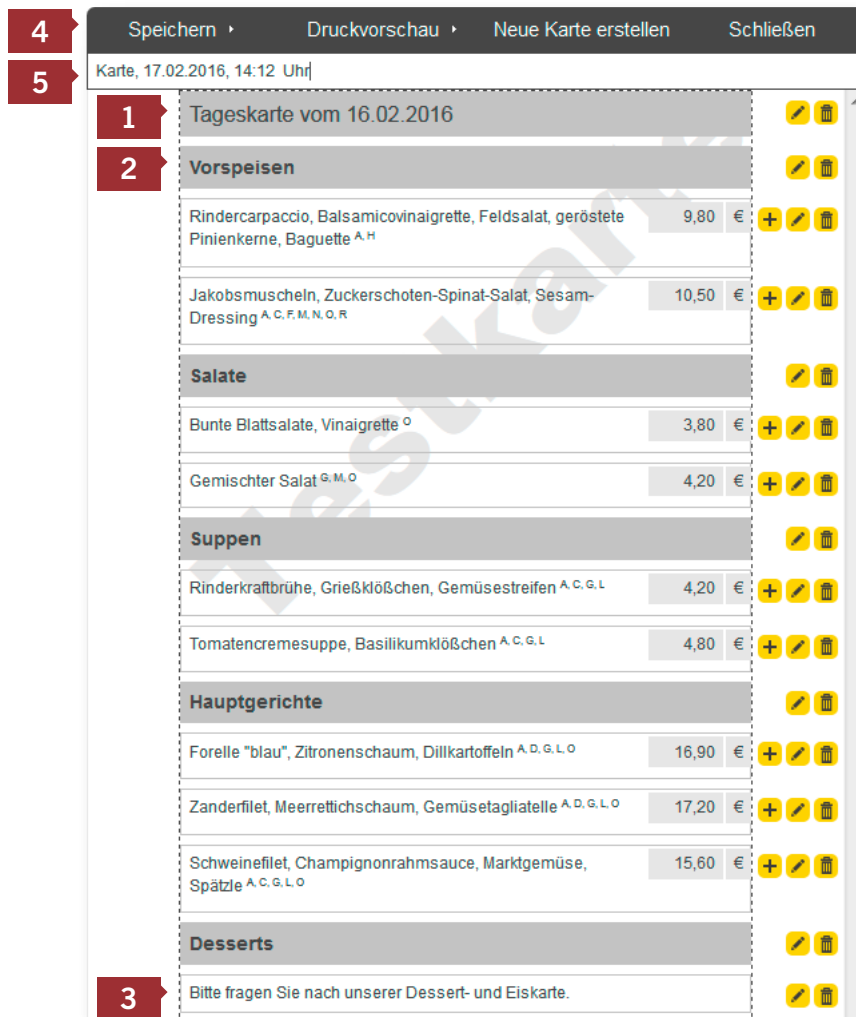 4
Speichern
Druckvorschau
Neue Karte erstellen
Schließen
5
Karte, 17.02.2016, 14:12 Uhr
1
Tageskarte vom 16.02.2016
2
Vorspeisen
Rindercarpaccio, Balsamicovinaigrette, Feldsalat, geröstete
Pinienkerne, Baguette A, H
9,80 €
Jakobsmuscheln, Zuckerschoten-Spinat-Salat, Sesam-
Dressing A, C, F, M, N, O, R
10,50 €
Salate
Bunte Blattsalate, Vinaigrette O
3,80 €
Gemischter Salat G, M, O
4,20 €
Suppen
Rinderkraftbrühe, Grießklößchen, Gemüsestreifen A, C, G, L
4,20 €
Tomatencremesuppe, Basilikumklößchen A, C, G, L
4,80 €
Hauptgerichte
Forelle "blau", Zitronenschaum, Dillkartoffeln A, D, G, L, O
16,90 €
Zanderfilet, Meerrettichschaum, Gemüsetagliatelle A, D, G, L, O
17,20 €
Schweinefilet, Champignonrahmsauce, Marktgemüse,
Spätzle A, C, G, L, O
15,60 €
Desserts
3
Bitte fragen Sie nach unserer Dessert- und Eiskarte.
Testkarte